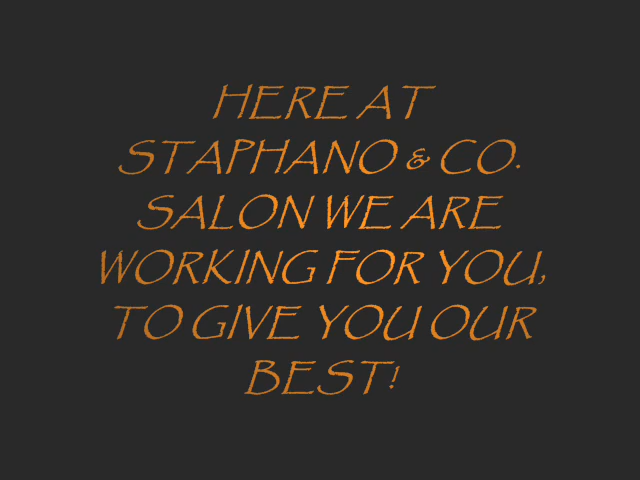 HERE AT
STAPHANO & CO.
SALON WE ARE
WORKING FOR YOU,
TO GIVE YOU OUR
BEST!